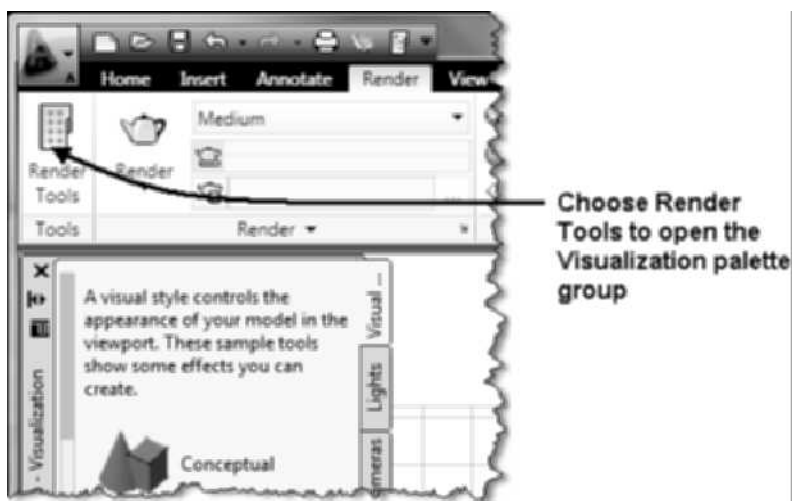 A
Home Insert Annotate Render View
Medium
Render
Tools
Render
Tools
Render
...
Choose Render
Tools to open the
Visualization palette
group
A visual style controls the
appearance of your model in the
viewport. These sample tools
show some effects you can
create.
Conceptual
Visual ...
Lights
meras
- Visualization